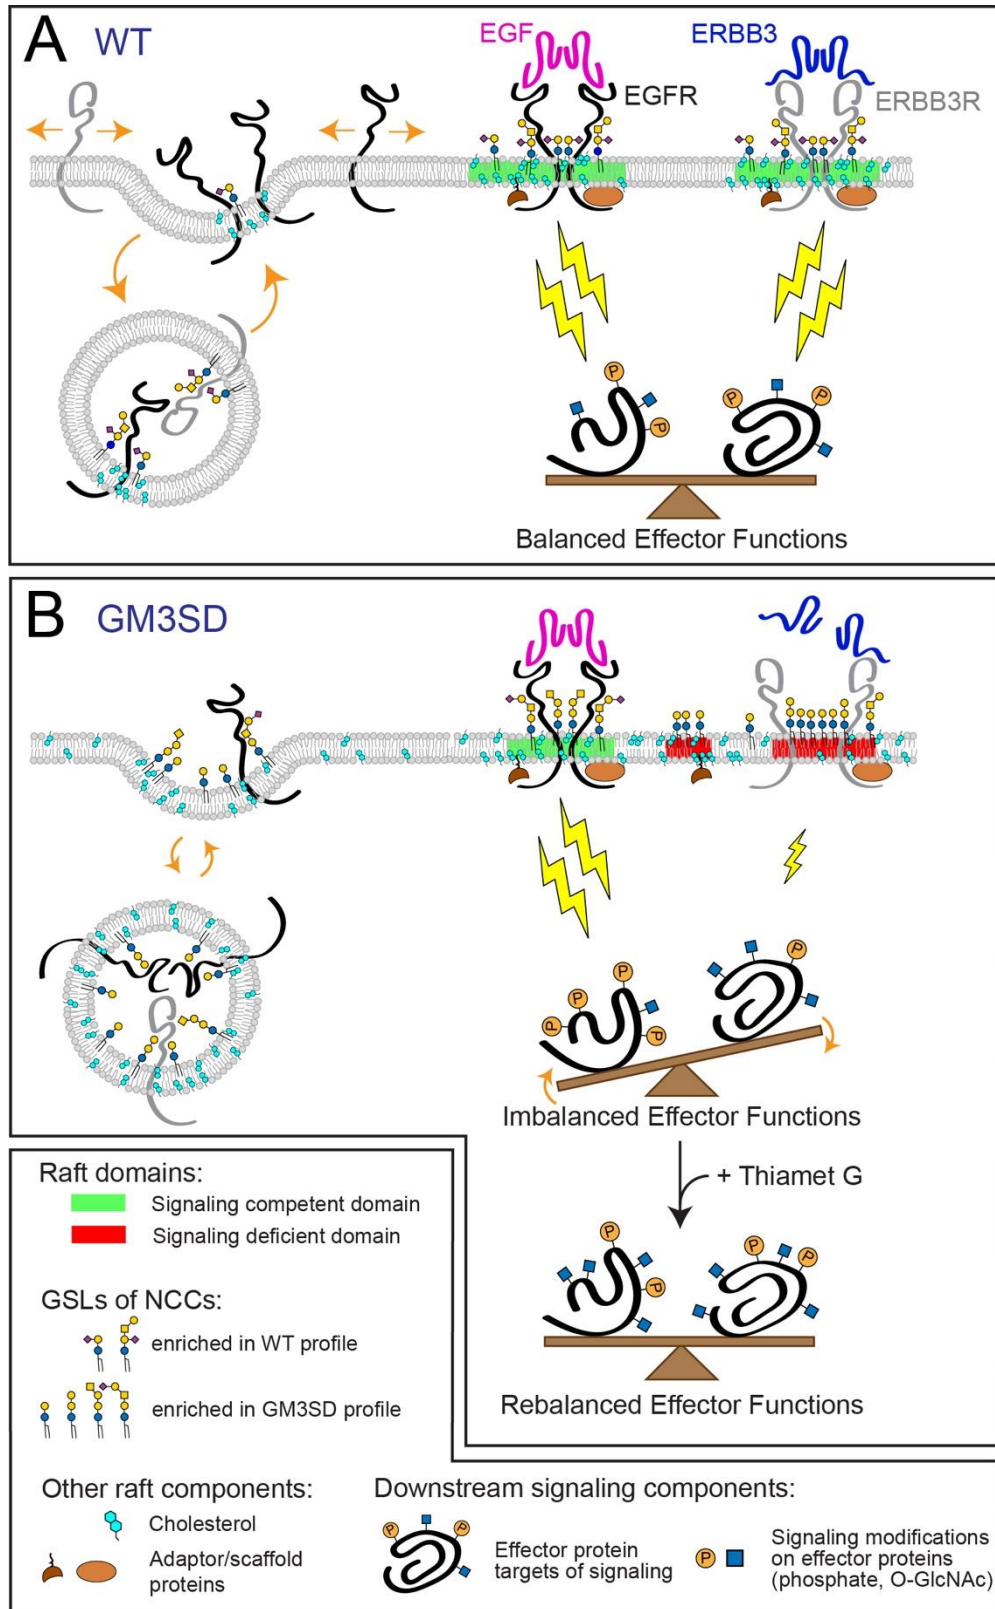 A WT
EGF
EGFR
ERBB3
ERBB3R
P
P
P
P
Balanced Effector Functions
B GM3SD
P
P
P
P
P
Imbalanced Effector Functions
+ Thiamet G
P
P
P
P
Rebalanced Effector Functions
Raft domains:
Signaling competent domain
Signaling deficient domain
GSLs of NCCs:
enriched in WT profile
enriched in GM3SD profile
Other raft components:
Cholesterol
Adaptor/scaffold
proteins
Downstream signaling components:
P
P
Effector protein
targets of signaling
P
Signaling modifications
on effector proteins
(phosphate, O-GlcNAc)